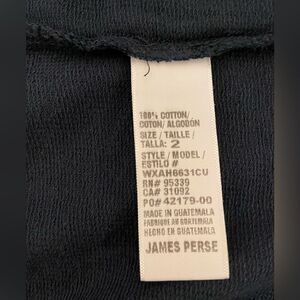 100% COTTON/
COTON/ ALGODON
SIZE / TAILLE /
TALLA: 2
STYLE / MODEL /
ESTILO #
WXAH6631CU
RN# 95339
CA# 31092
PO# 42179-00
MADE IN GUATEMALA
FABRIQUE AU GUATEMALA
HECHO EN GUATEMALA
JAMES PERSE